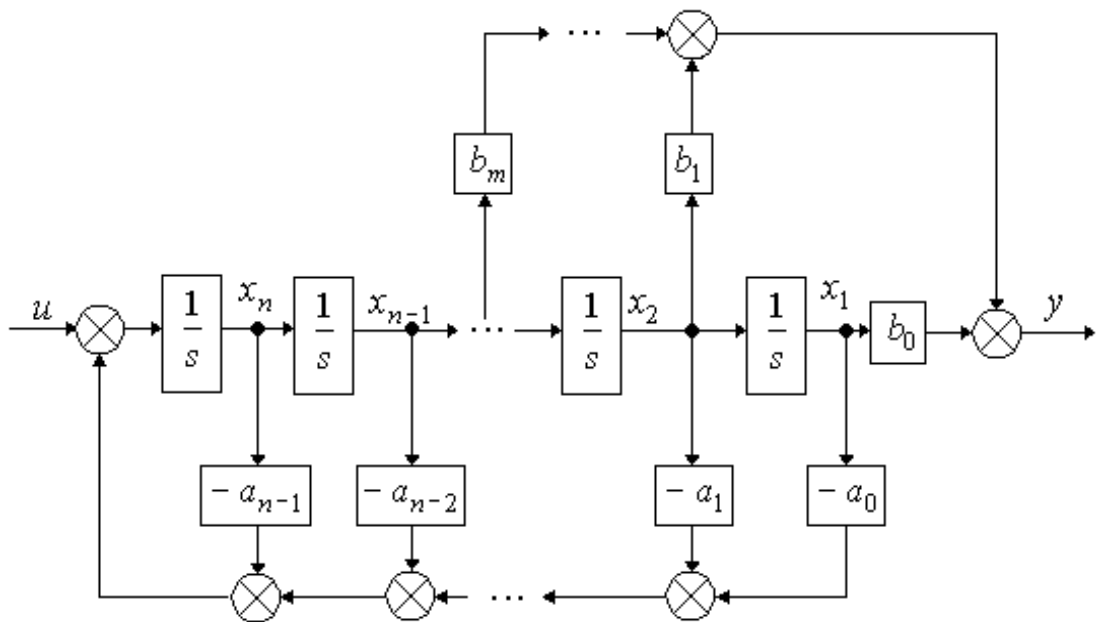 ...
b_m
b_1
u
1/s
x_n
1/s
x_{n-1}
...
1/s
x_2
1/s
x_1
b_0
y
- a_{n-1}
- a_{n-2}
- a_1
- a_0
...